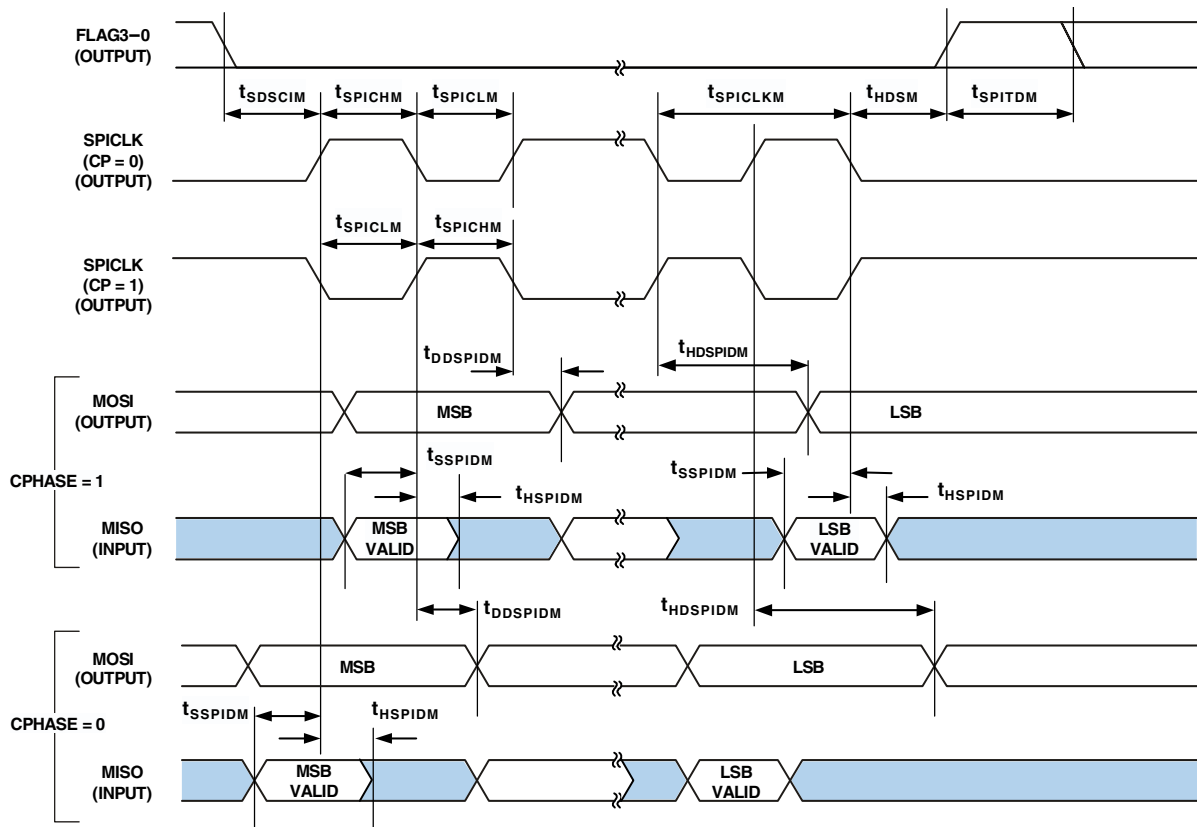 FLAG3–0
(OUTPUT)
tSDSCIM
tSPICHM
tSPICLM
tSPICLKM
tHDSM
tSPITDM
SPICLK
(CP = 0)
(OUTPUT)
tSPICLM
tSPICHM
SPICLK
(CP = 1)
(OUTPUT)
tDDSPIDM
tHDSPIDM
MOSI
(OUTPUT)
MSB
LSB
CPHASE = 1
tSSPIDM
tSSPIDM
tHSPIDM
tHSPIDM
MISO
(INPUT)
MSB
VALID
LSB
VALID
tDDSPIDM
tHDSPIDM
MOSI
(OUTPUT)
MSB
LSB
CPHASE = 0
tSSPIDM
tHSPIDM
MISO
(INPUT)
MSB
VALID
LSB
VALID